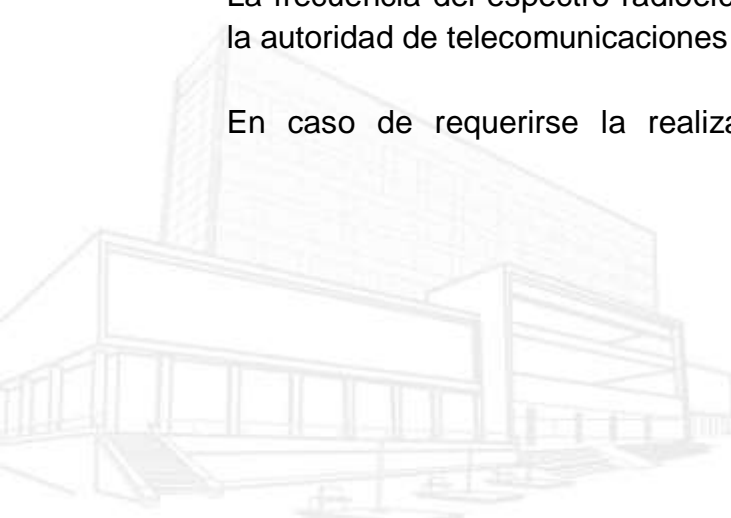 La frecuencia del espectro
la autoridad de telecomunicaciones
En caso de requerirse la